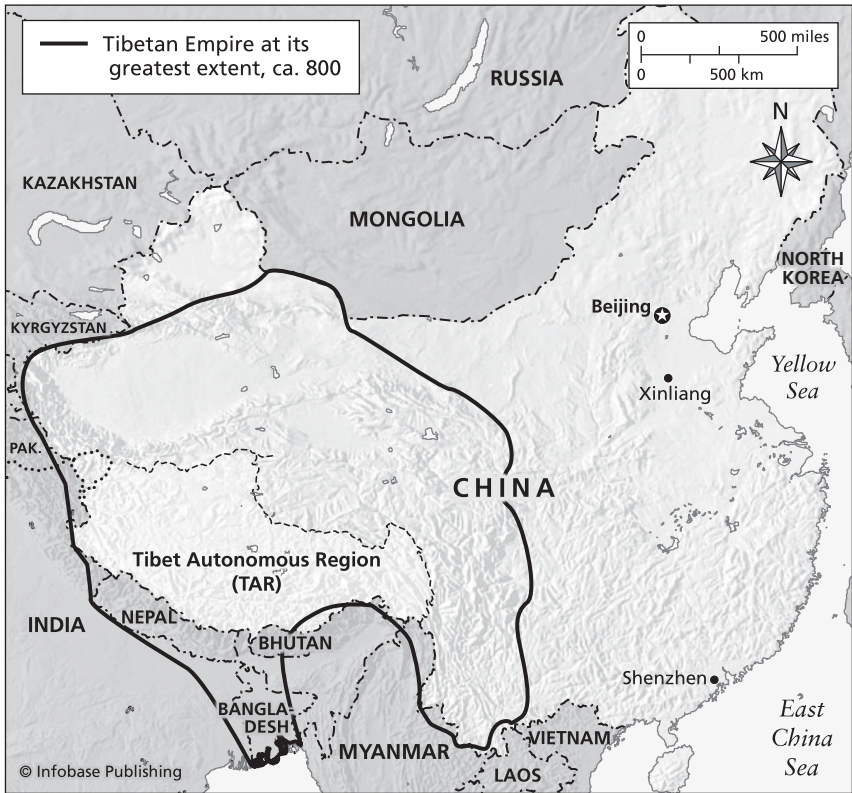 Tibetan Empire at its
greatest extent, ca. 800
0 500 miles
0 500 km
N
RUSSIA
KAZAKHSTAN
MONGOLIA
NORTH
KOREA
Beijing
KYRGYZSTAN
Yellow
Sea
Xinliang
PAK.
CHINA
Tibet Autonomous Region
(TAR)
INDIA
NEPAL
BHUTAN
Shenzhen
BANGLA
DESH
East
China
Sea
MYANMAR
VIETNAM
LAOS
© Infobase Publishing